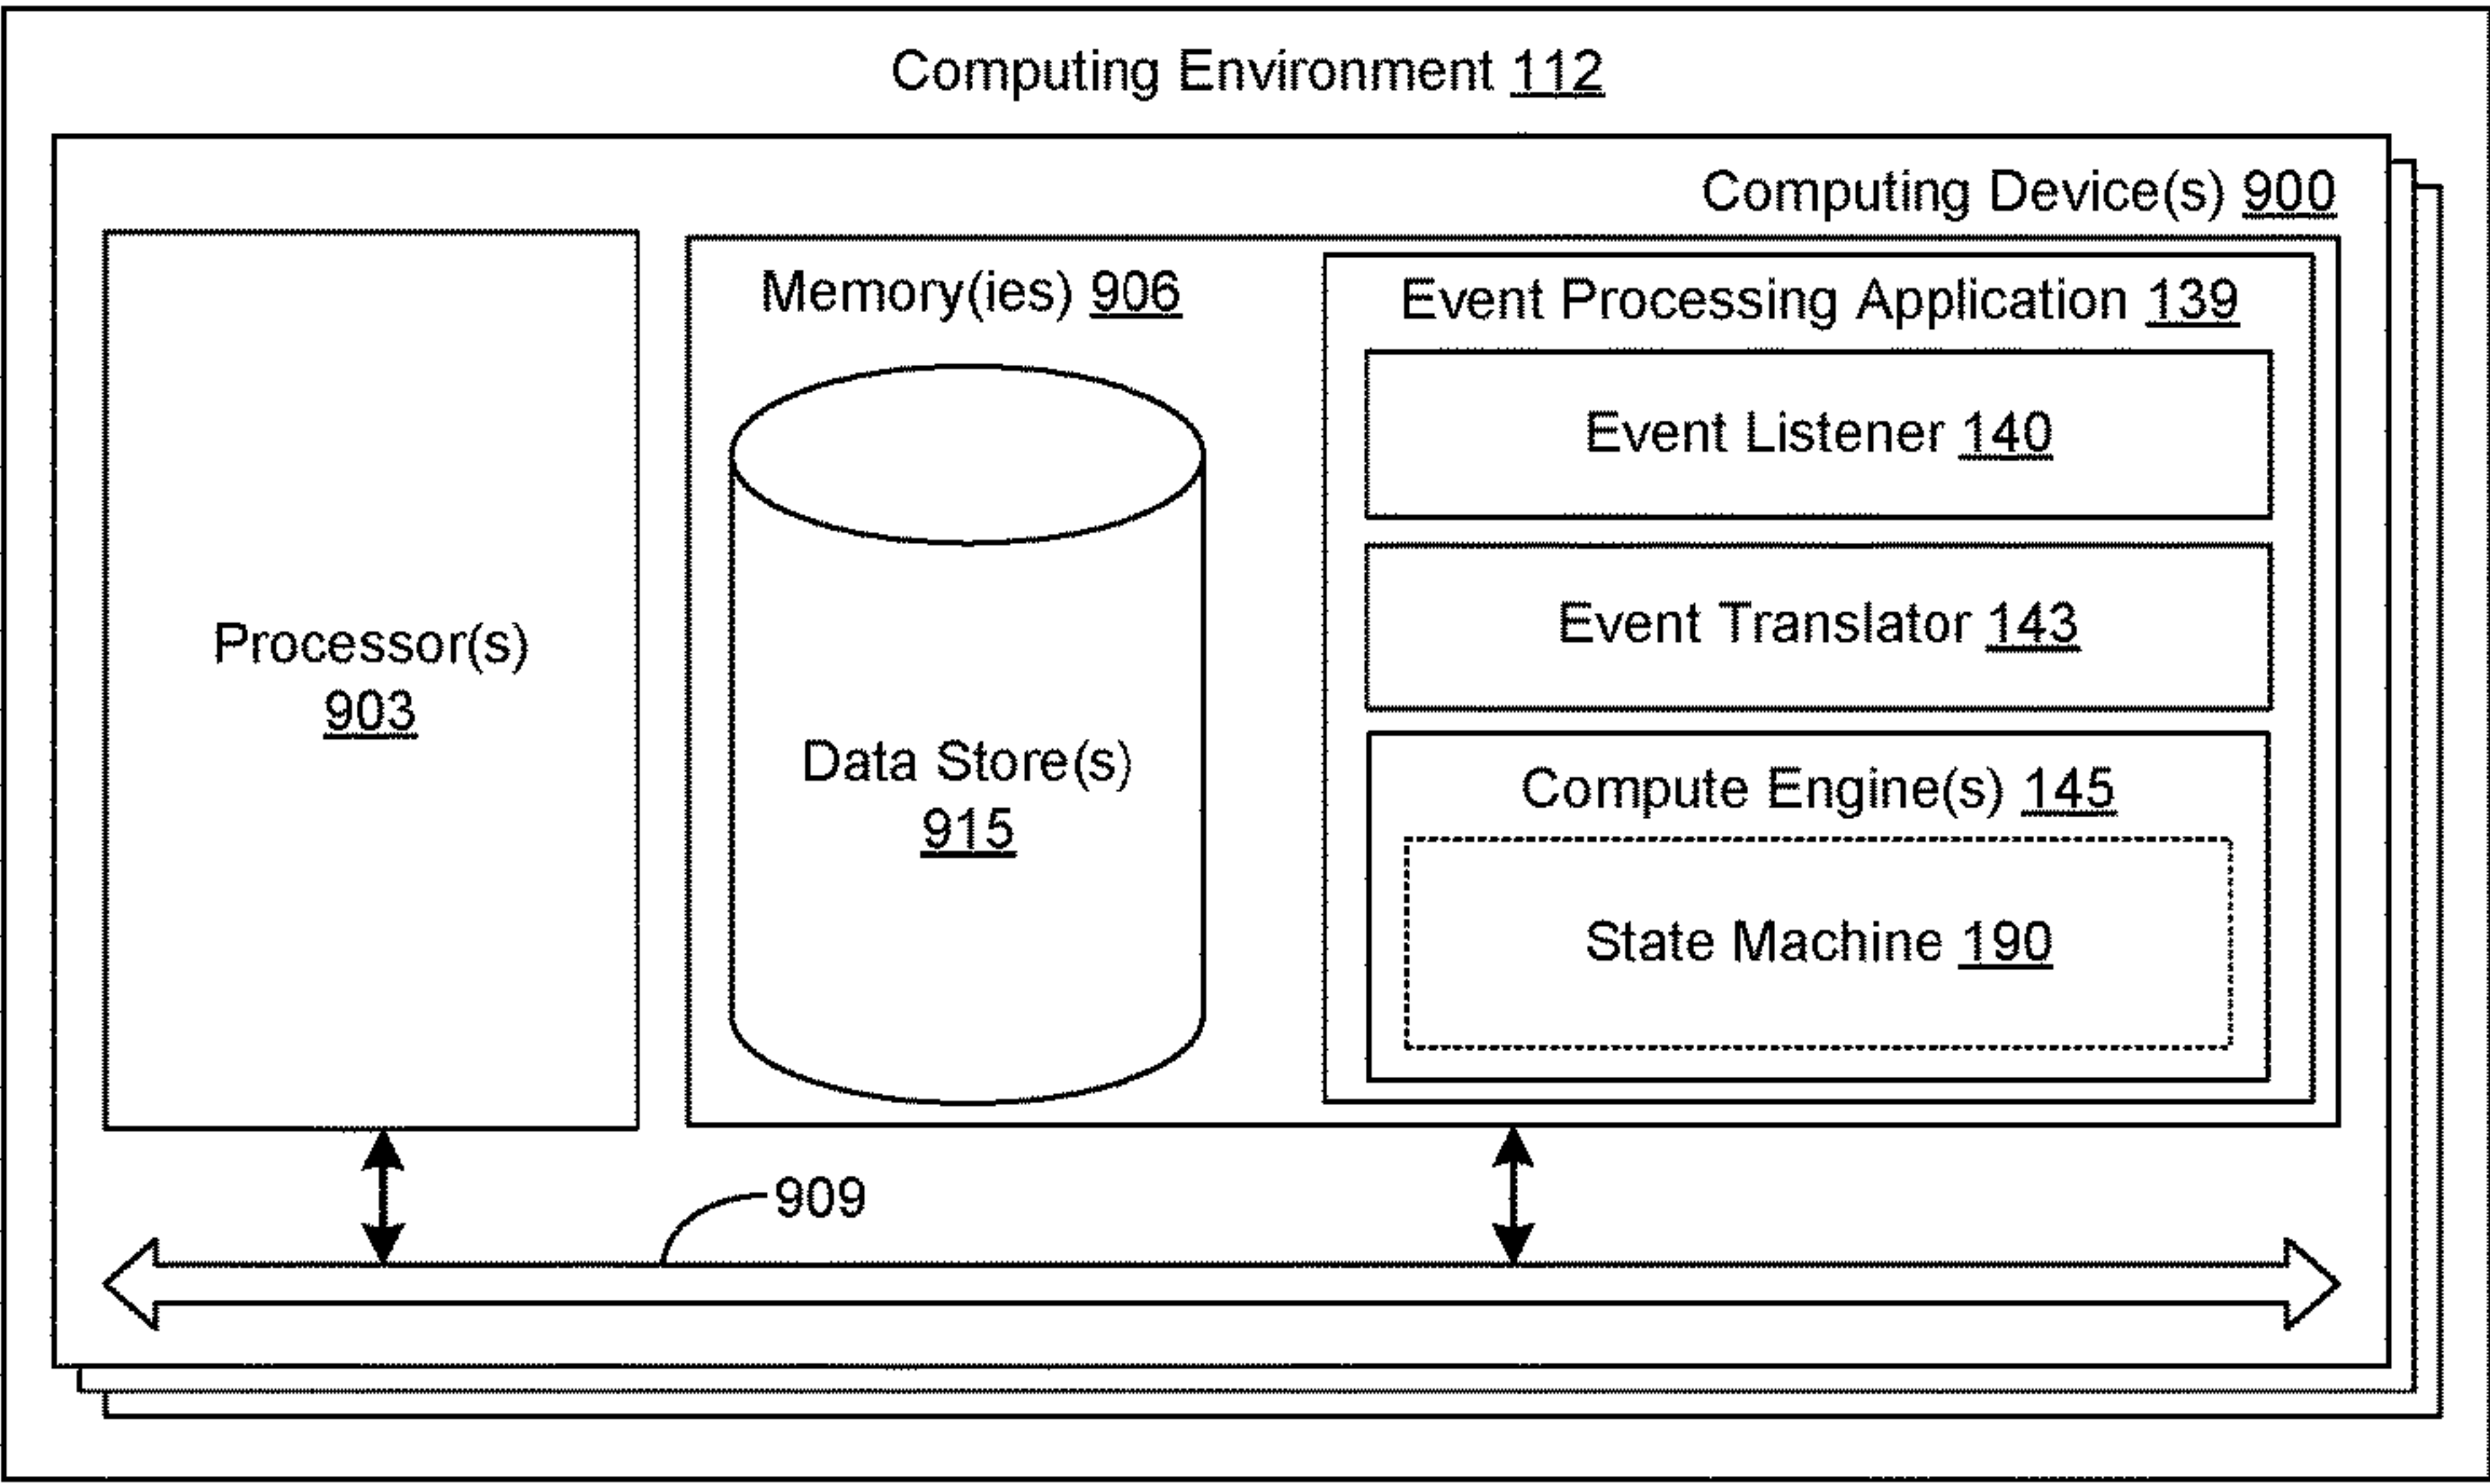 Computing Environment 112
Computing Device(s) 900
Processor(s)
903
Memory(ies) 906
Data Store(s)
915
Event Processing Application 139
Event Listener 140
Event Translator 143
Compute Engine(s) 145
State Machine 190
909